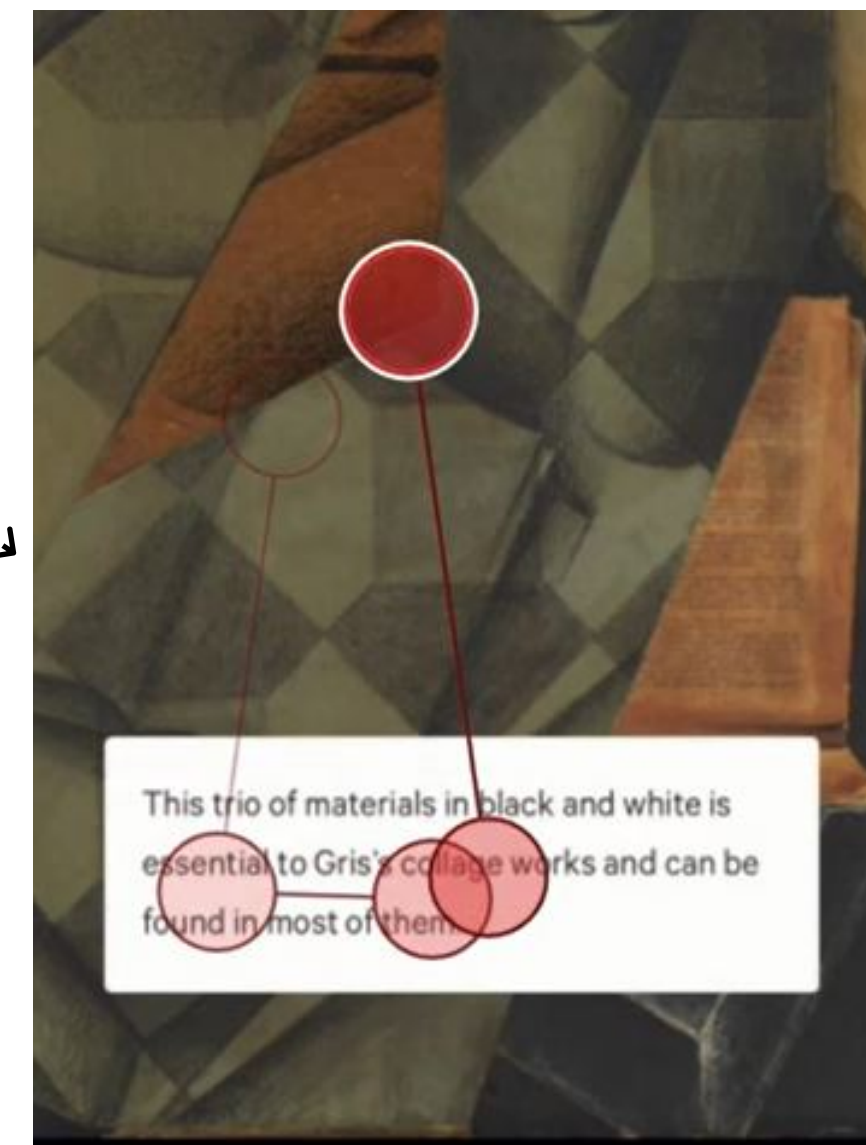 This trio of materials in black and white is
essential to Gris's collage works and can be
found in most of them.